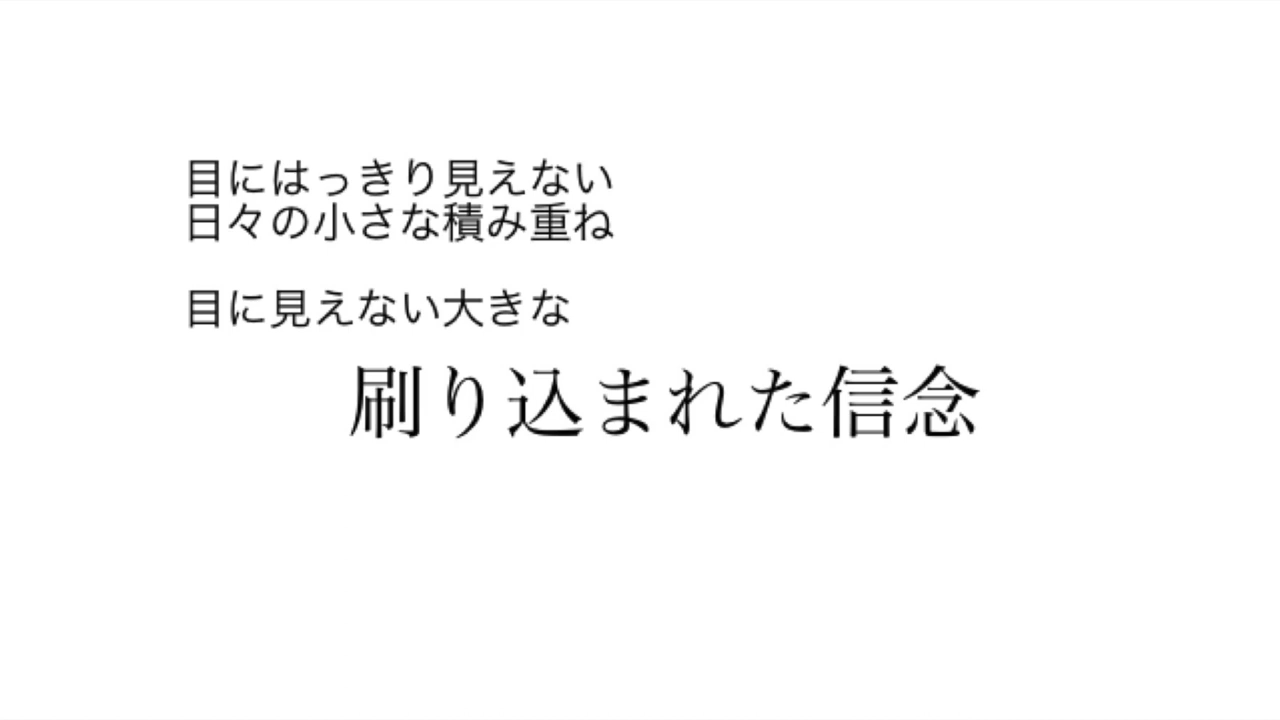 目にはっきり見えない
日々の小さな積み重ね
目に見えない大きな
刷り込まれた信念